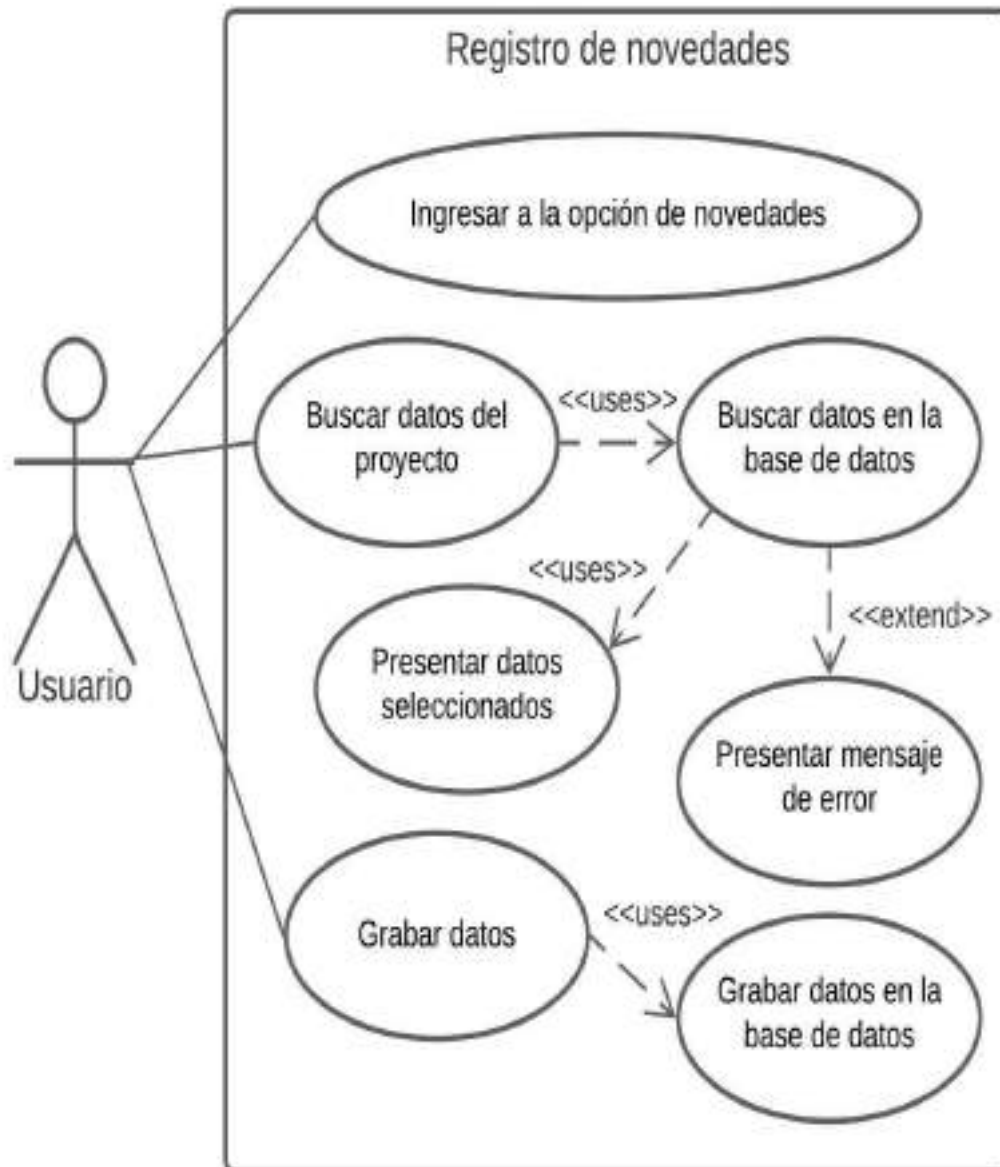 Registro de novedades
Ingresar a la opción de novedades
Buscar datos del
proyecto
<<uses>>
Buscar datos en la
base de datos
<<uses>>
<<extend>>
Usuario
Presentar datos
seleccionados
Presentar mensaje
de error
Grabar datos
<<uses>>
Grabar datos en la
base de datos